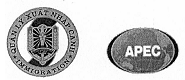 QUẢN LÝ XUẤT NHẬP CẢNH
IMMIGRATION
APEC